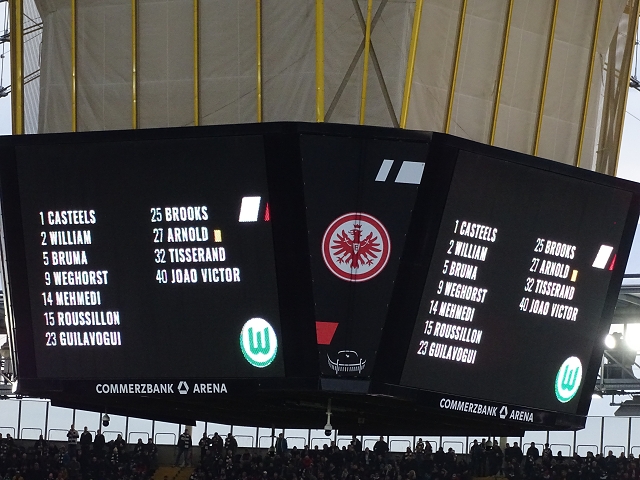 1 CASTEELS
2 WILLIAM
5 BRUMA
9 WEGHORST
14 MEHMEDI
15 ROUSSILLON
23 GUILAVOGUI
25 BROOKS
27 ARNOLD
32 TISSERAND
40 JOAO VICTOR
W
COMMERZBANK ARENA
1 CASTEELS
2 WILLIAM
5 BRUMA
9 WEGHORST
14 MEHMEDI
15 ROUSSILLON
23 GUILAVOGUI
25 BROOKS
27 ARNOLD
32 TISSERAND
40 JOAO VICTOR
W
COMMERZBANK ARENA